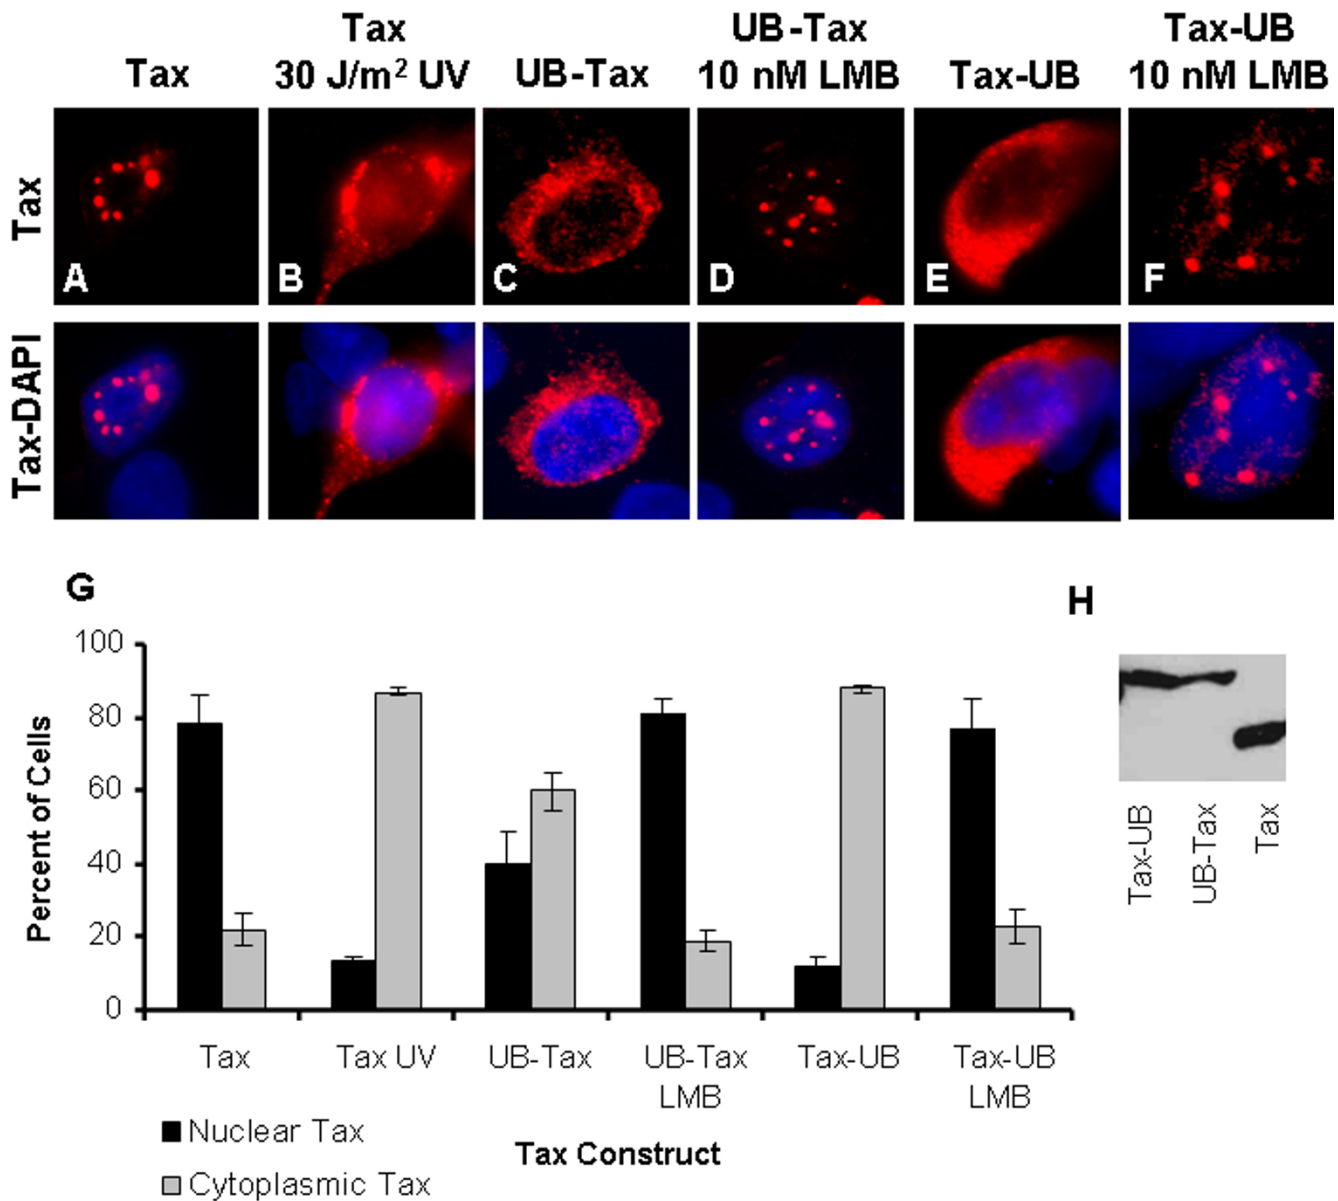 Tax
Tax
30 J/m² UV
UB-Tax
UB-Tax
10 nM LMB
Tax-UB
Tax-UB
10 nM LMB
Tax
A
B
C
D
E
F
Tax-DAPI
G
100
80
60
40
20
0
Percent of Cells
Tax
Tax UV
UB-Tax
UB-Tax
LMB
Tax-UB
Tax-UB
LMB
Nuclear Tax
Cytoplasmic Tax
Tax Construct
H
Tax-UB
UB-Tax
Tax